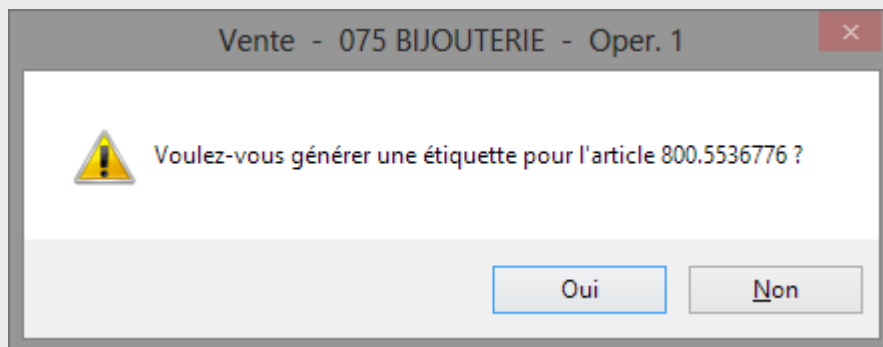 Vente - 075 BIJOUTERIE - Oper. 1
Voulez-vous générer une étiquette pour l'article 800.5536776 ?
Oui
Non